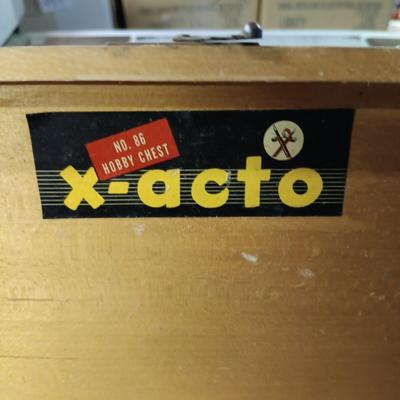 NO. 86
HOBBY CHEST
x-acto